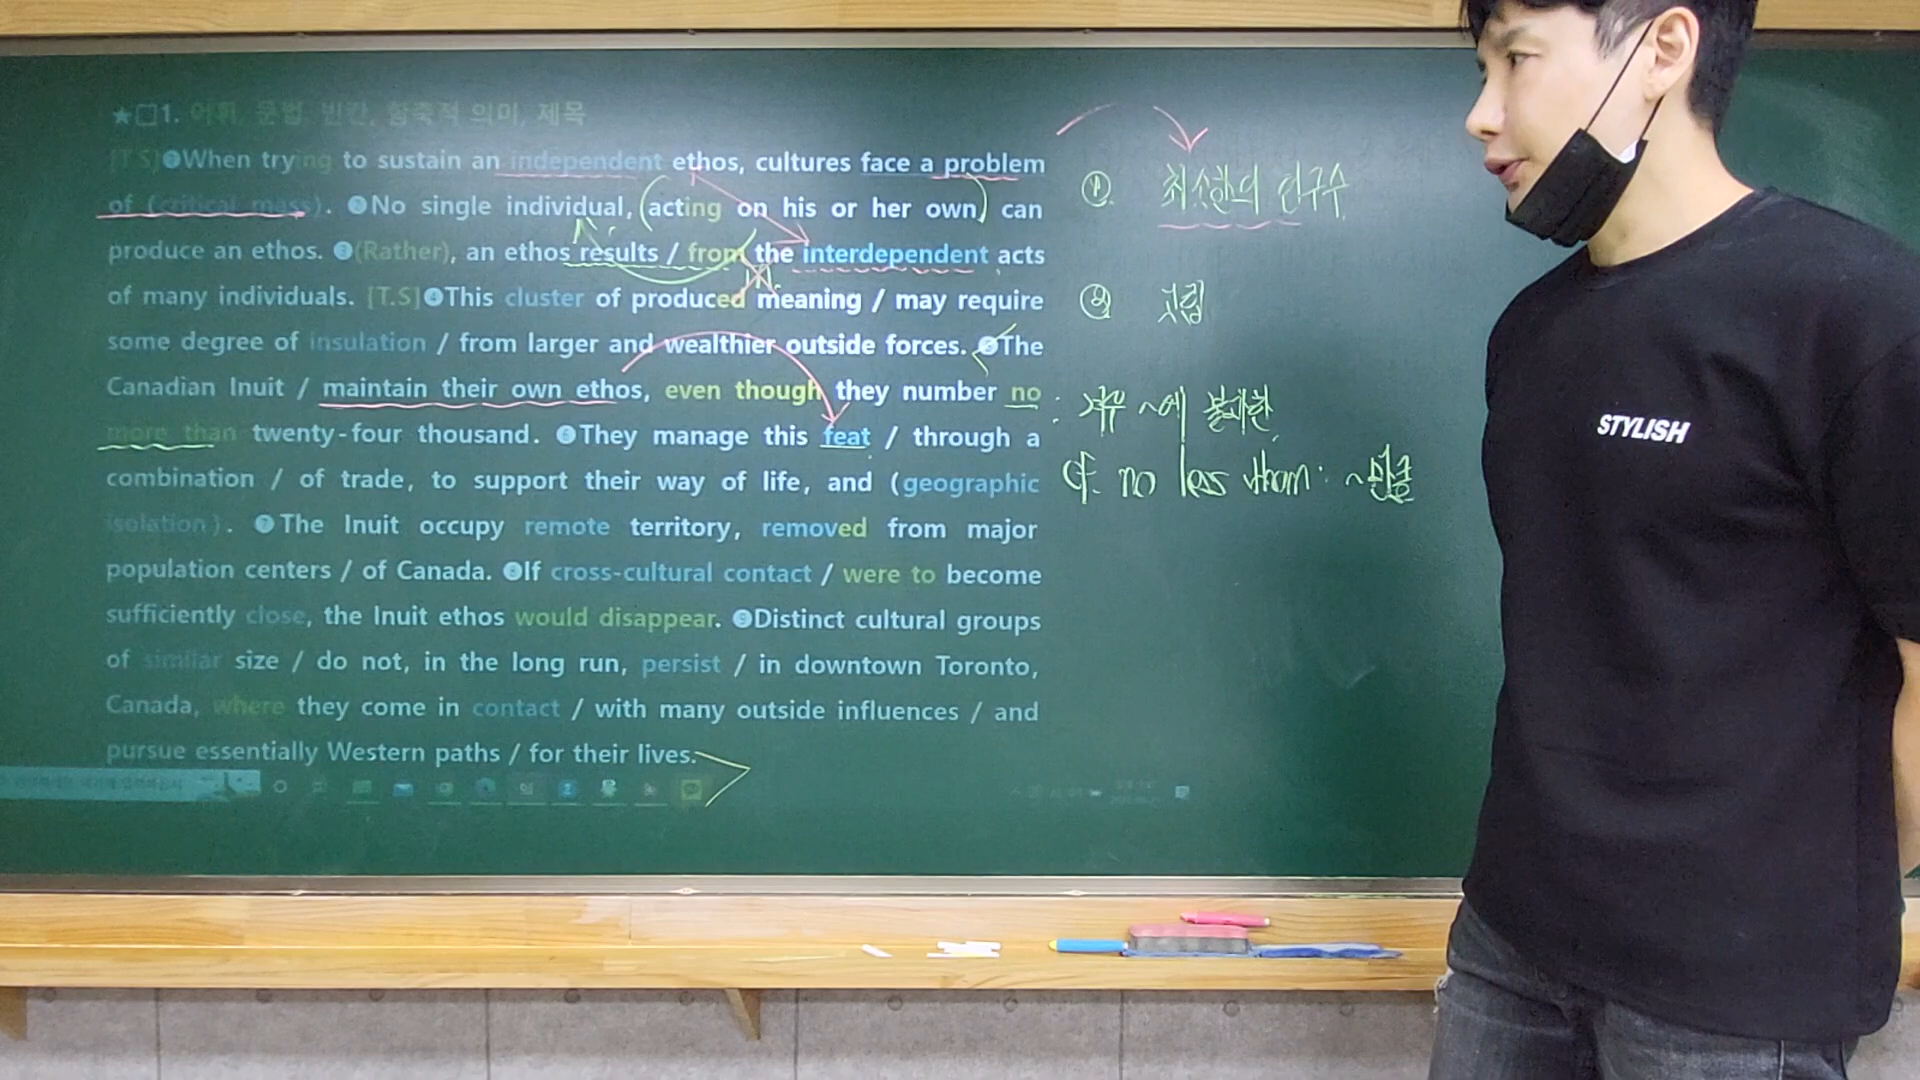 ★□1. 어휘, 문법, 빈칸, 함축적 의미, 제목
[T.S]❶When trying to sustain an independent ethos, cultures face a problem
of (critical mass). ❷No single individual, (acting on his or her own) can
produce an ethos. ❸(Rather), an ethos results / from the interdependent acts
of many individuals. [T.S]❹This cluster of produced meaning / may require
some degree of insulation / from larger and wealthier outside forces. ❺The
Canadian Inuit / maintain their own ethos, even though they number no
more than twenty-four thousand. ❻They manage this feat / through a
combination / of trade, to support their way of life, and (geographic
isolation). ❼The Inuit occupy remote territory, removed from major
population centers / of Canada. ❽If cross-cultural contact / were to become
sufficiently close, the Inuit ethos would disappear. ❾Distinct cultural groups
of similar size / do not, in the long run, persist / in downtown Toronto,
Canada, where they come in contact / with many outside influences / and
pursue essentially Western paths / for their lives.
① 최소한의 인구수
② 고립
: 겨우 ~에 불과한
cf. no less than : ~만큼
STYLISH